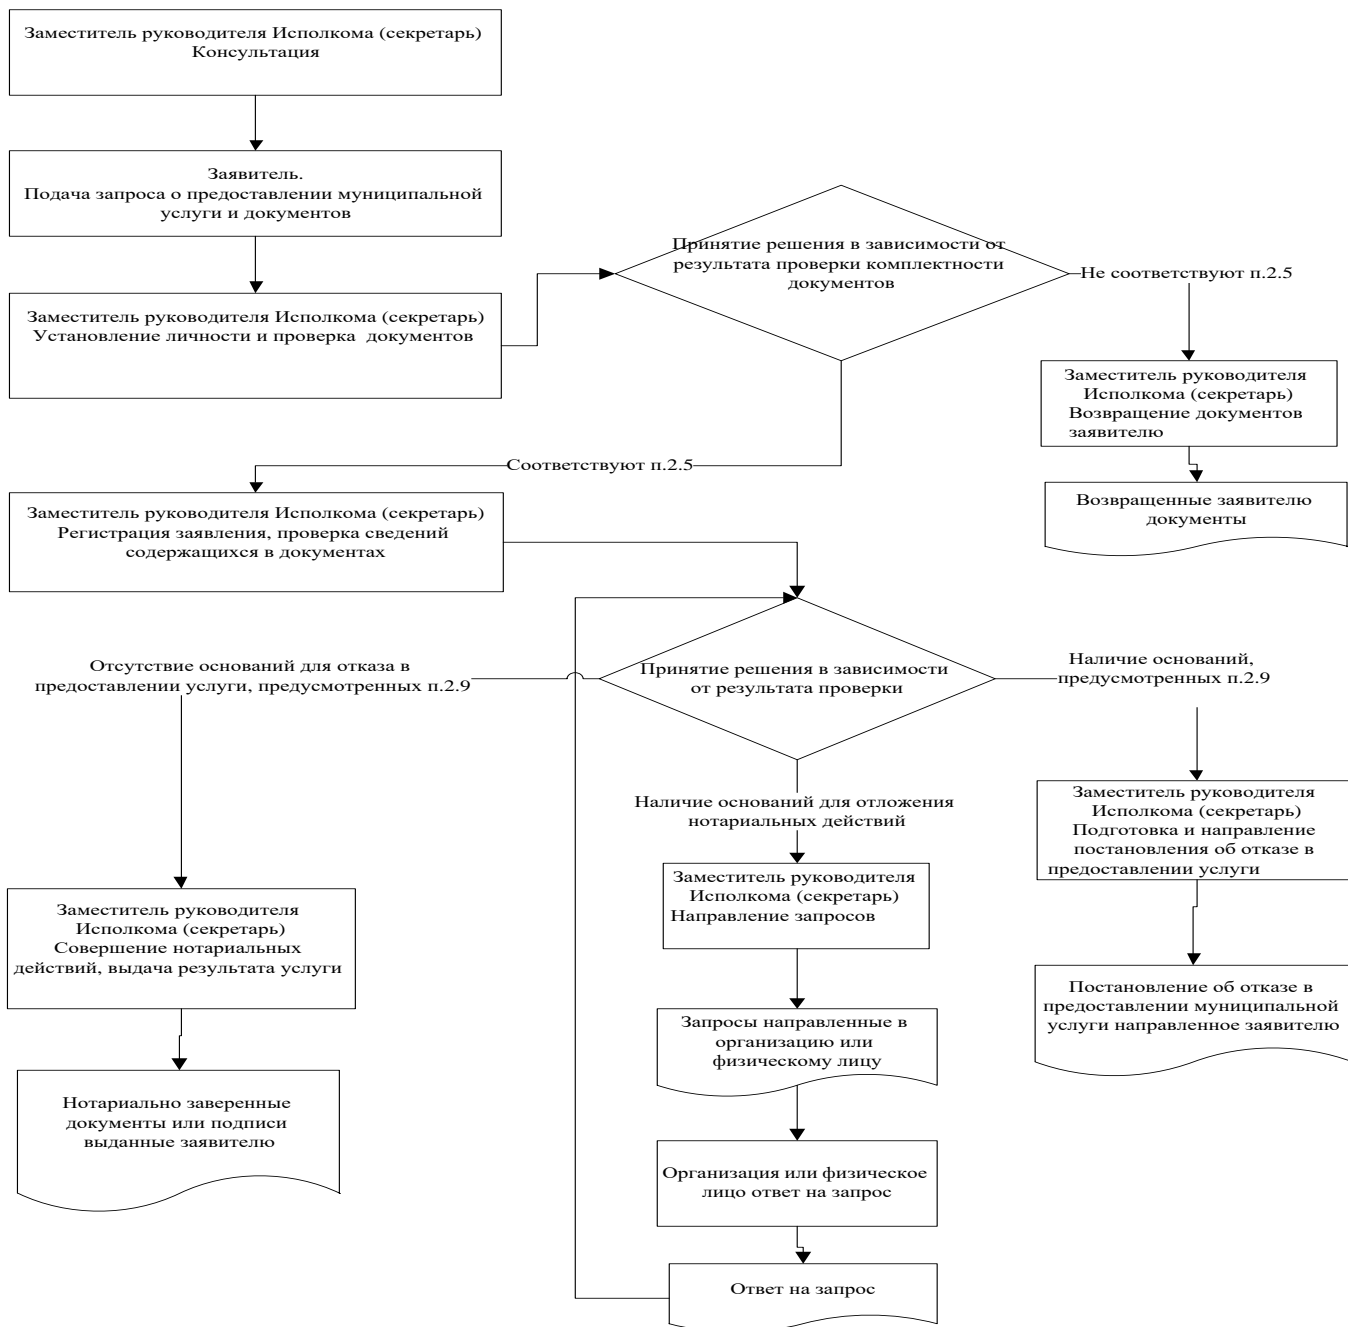 Заместитель руководителя Исполкома (секретарь)
Консультация
Заявитель.
Подача запроса о предоставлении муниципальной
услуги и документов
Заместитель руководителя Исполкома (секретарь)
Установление личности и проверка документов
Принятие решения в зависимости от
результата проверки комплектности
документов
Не соответствуют п.2.5
Заместитель руководителя
Исполкома (секретарь)
Возвращение документов
заявителю
Возвращенные заявителю
документы
Соответствуют п.2.5
Заместитель руководителя Исполкома (секретарь)
Регистрация заявления, проверка сведений
содержащихся в документах
Принятие решения в зависимости
от результата проверки
Отсутствие оснований для отказа в
предоставлении услуги, предусмотренных п.2.9
Наличие оснований,
предусмотренных п.2.9
Наличие оснований для отложения
нотариальных действий
Заместитель руководителя
Исполкома (секретарь)
Совершение нотариальных
действий, выдача результата услуги
Нотариально заверенные
документы или подписи
выданные заявителю
Заместитель руководителя
Исполкома (секретарь)
Направление запросов
Запросы направленные в
организацию или
физическому лицу
Организация или физическое
лицо ответ на запрос
Ответ на запрос
Заместитель руководителя
Исполкома (секретарь)
Подготовка и направление
постановления об отказе в
предоставлении услуги
Постановление об отказе в
предоставлении муниципальной
услуги направленное заявителю